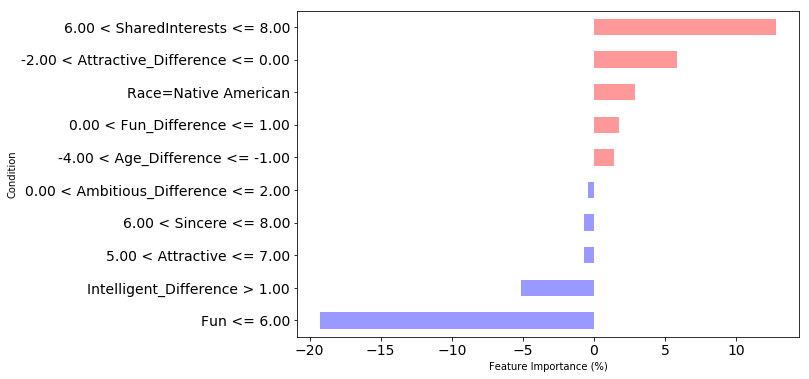 6.00 < SharedInterests <= 8.00
-2.00 < Attractive_Difference <= 0.00
Race=Native American
0.00 < Fun_Difference <= 1.00
-4.00 < Age_Difference <= -1.00
0.00 < Ambitious_Difference <= 2.00
6.00 < Sincere <= 8.00
5.00 < Attractive <= 7.00
Intelligent_Difference > 1.00
Fun <= 6.00
Condition
−20 −15 −10 −5 0 5 10
Feature Importance (%)